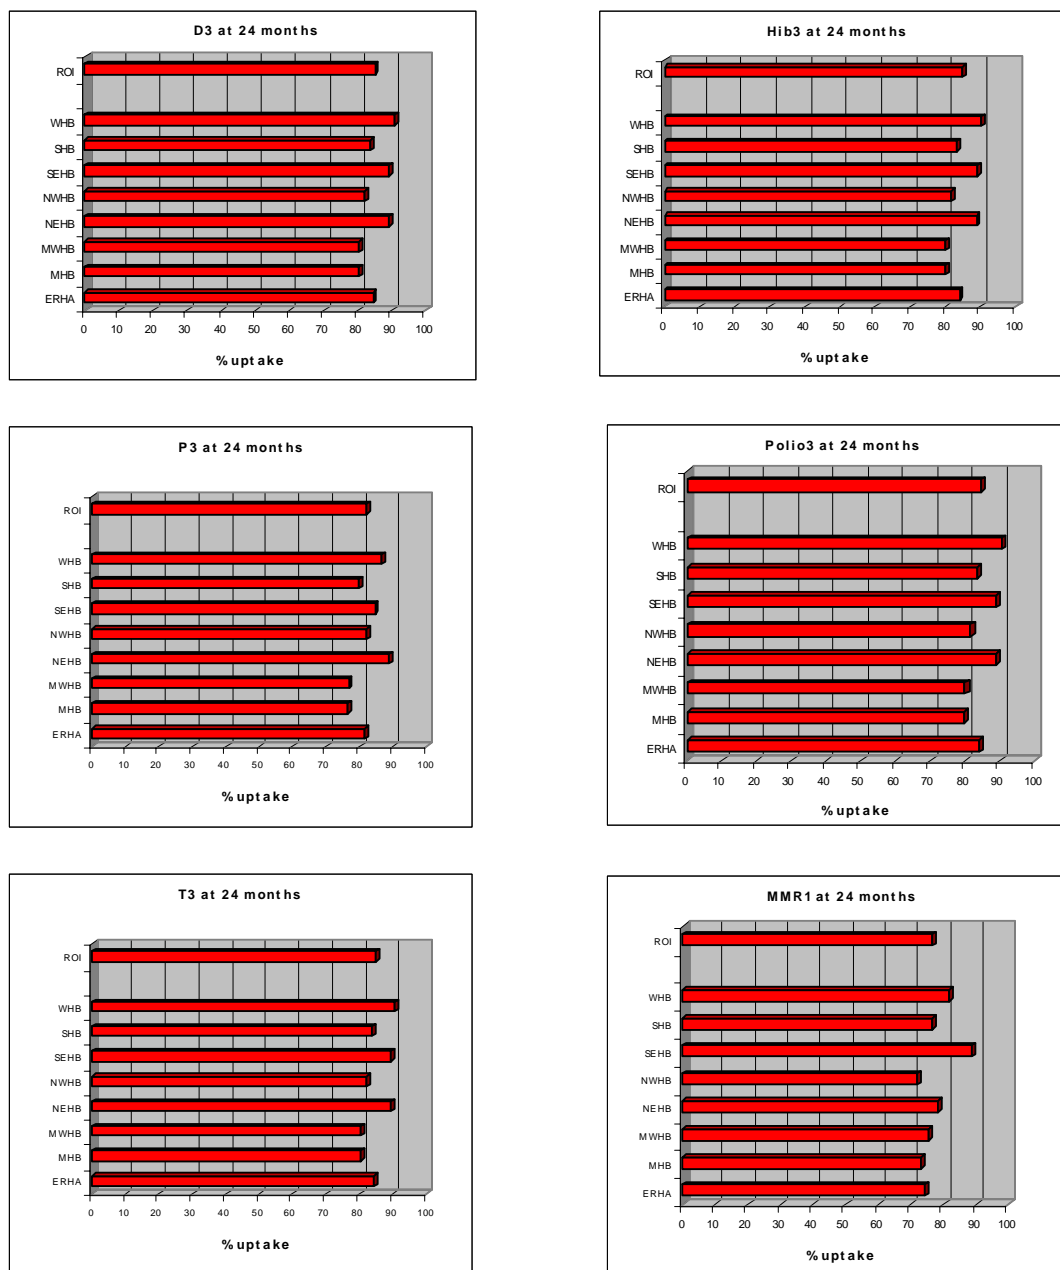 D3 at 24 months
ROI
WHB
SHB
SEHB
NWHB
NEHB
MWHB
MHB
ERHA
0 10 20 30 40 50 60 70 80 90 100
% uptake
Hib3 at 24 months
ROI
WHB
SHB
SEHB
NWHB
NEHB
MWHB
MHB
ERHA
0 10 20 30 40 50 60 70 80 90 100
% uptake
P3 at 24 months
ROI
WHB
SHB
SEHB
NWHB
NEHB
MWHB
MHB
ERHA
0 10 20 30 40 50 60 70 80 90 100
% uptake
Polio3 at 24 months
ROI
WHB
SHB
SEHB
NWHB
NEHB
MWHB
MHB
ERHA
0 10 20 30 40 50 60 70 80 90 100
% uptake
T3 at 24 months
ROI
WHB
SHB
SEHB
NWHB
NEHB
MWHB
MHB
ERHA
0 10 20 30 40 50 60 70 80 90 100
% uptake
MMR1 at 24 months
ROI
WHB
SHB
SEHB
NWHB
NEHB
MWHB
MHB
ERHA
0 10 20 30 40 50 60 70 80 90 100
% uptake